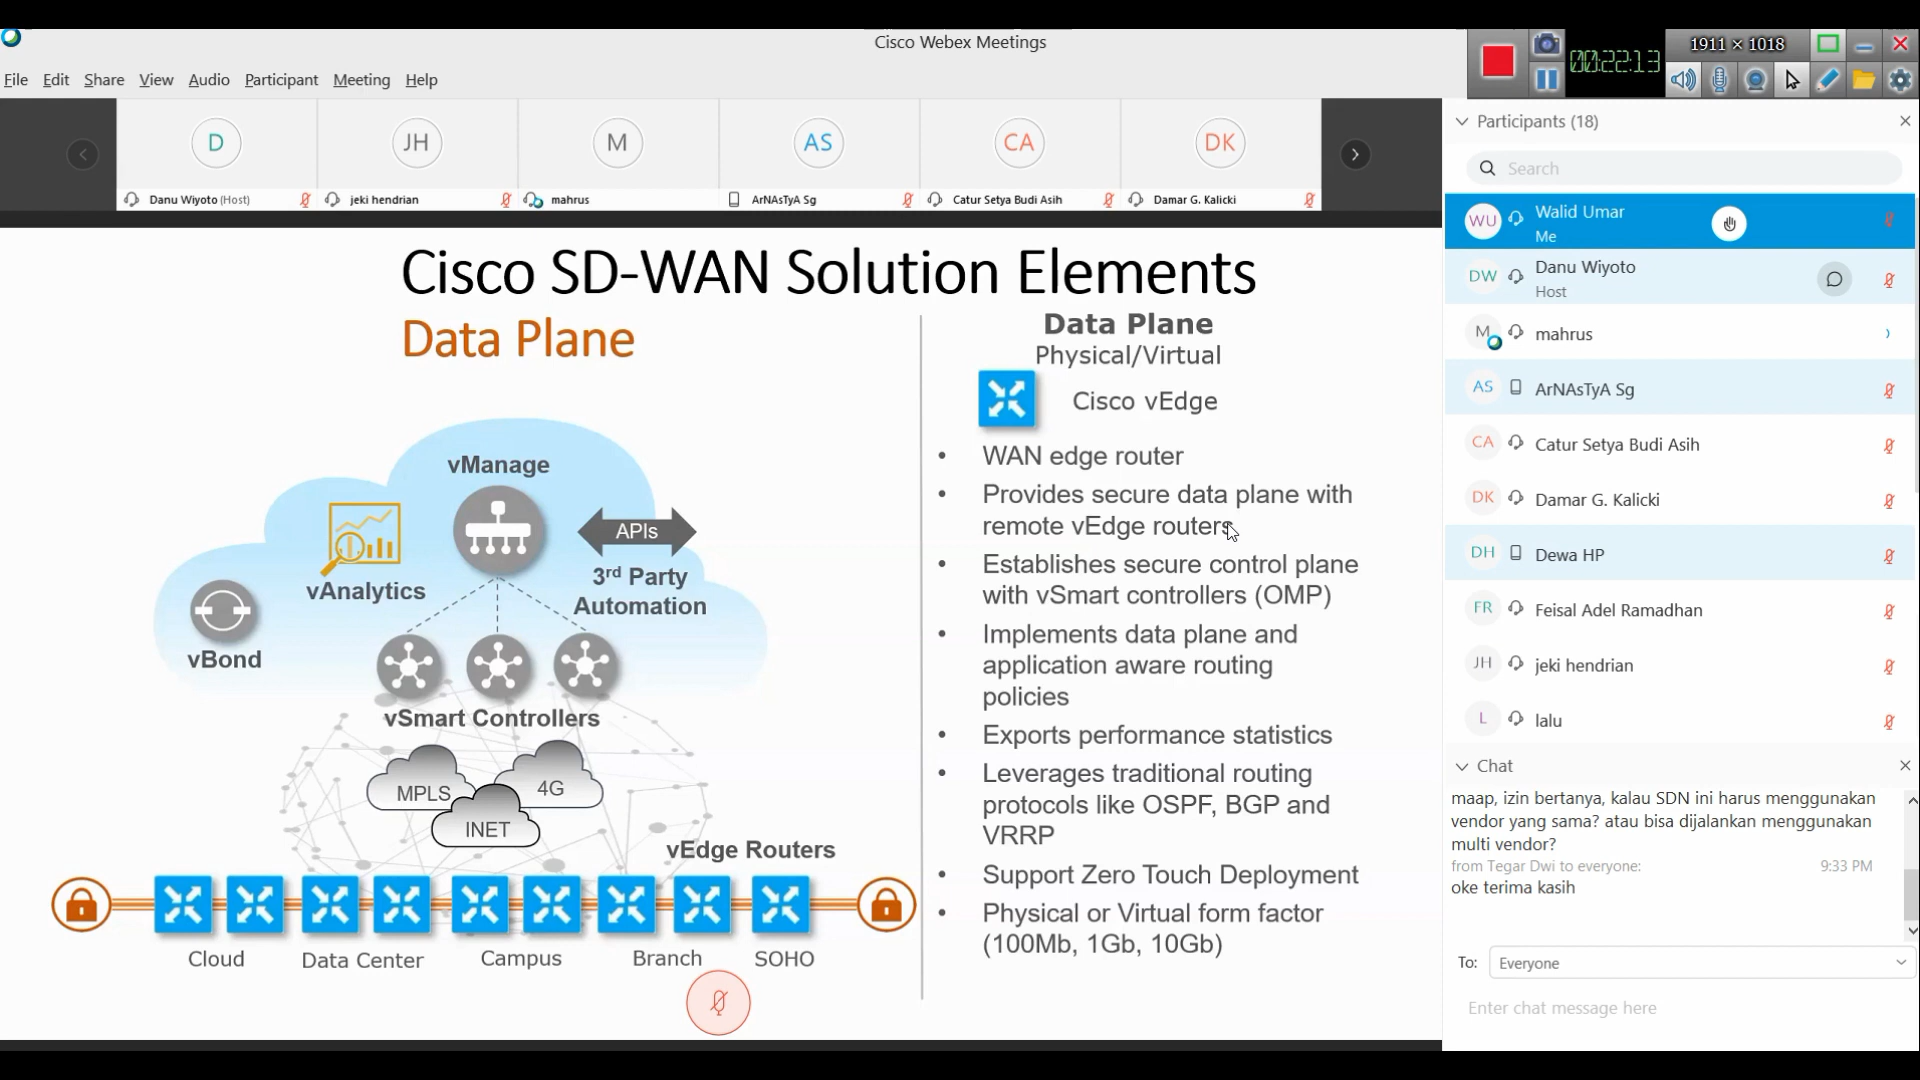 Cisco Webex Meetings
1911 × 1018
00:22:13
File Edit Share View Audio Participant Meeting Help
D
JH
M
AS
CA
DK
Danu Wiyoto (Host)
jeki hendrian
mahrus
ArNAsTyA Sg
Catur Setya Budi Asih
Damar G. Kalicki
Cisco SD-WAN Solution Elements
Data Plane
vManage
APIs
vAnalytics
3rd Party
Automation
vBond
vSmart Controllers
MPLS
4G
INET
vEdge Routers
Cloud
Data Center
Campus
Branch
SOHO
Data Plane
Physical/Virtual
Cisco vEdge
• WAN edge router
• Provides secure data plane with
remote vEdge routers
• Establishes secure control plane
with vSmart controllers (OMP)
• Implements data plane and
application aware routing
policies
• Exports performance statistics
• Leverages traditional routing
protocols like OSPF, BGP and
VRRP
• Support Zero Touch Deployment
• Physical or Virtual form factor
(100Mb, 1Gb, 10Gb)
Participants (18)
Search
WU Walid Umar
Me
DW Danu Wiyoto
Host
M mahrus
AS ArNAsTyA Sg
CA Catur Setya Budi Asih
DK Damar G. Kalicki
DH Dewa HP
FR Feisal Adel Ramadhan
JH jeki hendrian
L lalu
Chat
maap, izin bertanya, kalau SDN ini harus menggunakan
vendor yang sama? atau bisa dijalankan menggunakan
multi vendor?
from Tegar Dwi to everyone: 9:33 PM
oke terima kasih
To: Everyone
Enter chat message here